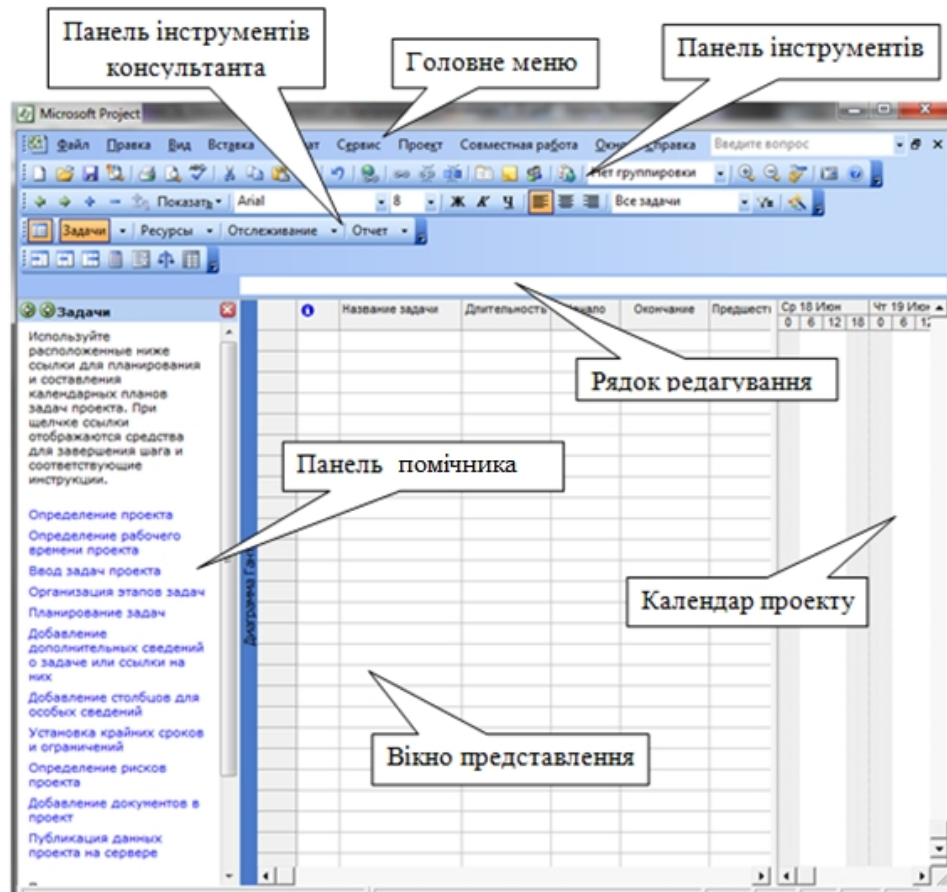 Панель інструментів
консультанта
Головне меню
Панель інструментів
Microsoft Project
Файл Правка Вид Вставка ат Сервис Проект Совместная работа Окно Справка Введите вопрос
Нет группировки
Показать Arial 8 Ж К Ч Все задачи
Задачи Ресурсы Отслеживание Отчет
Задачи
Название задачи Длительность Начало Окончание Предшест
Ср 18 Июн Чт 19 Июн
0 6 12 18 0 6 12
Используйте
расположенные ниже
ссылки для планирования
и составления
календарных планов
задач проекта. При
щелчке ссылки
отображаются средства
для завершения шага и
соответствующие
инструкции.
Определение проекта
Определение рабочего
времени проекта
Ввод задач проекта
Организация этапов задач
Планирование задач
Добавление
дополнительных сведений
о задаче или ссылки на
них
Добавление столбцов для
особых сведений
Установка крайних сроков
и ограничений
Определение рисков
проекта
Добавление документов в
проект
Публикация данных
проекта на сервере
Диаграмма Ган
Рядок редагування
Панель помічника
Календар проекту
Вікно представлення